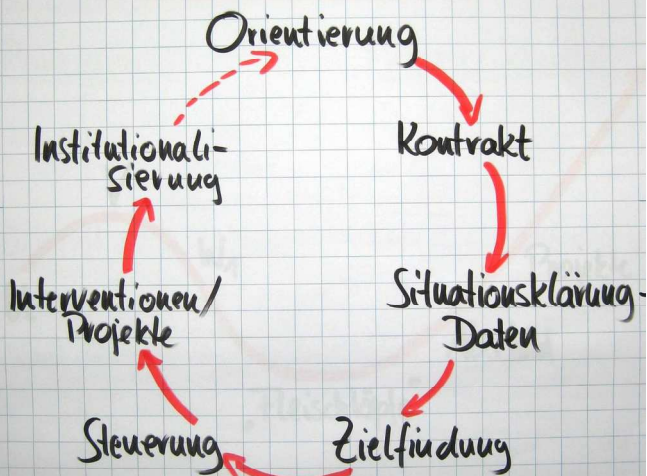 Orientierung
Kontrakt
Situationsklärung-
Daten
Zielfindung
Steuerung
Interventionen/
Projekte
Institutionali-
sierung